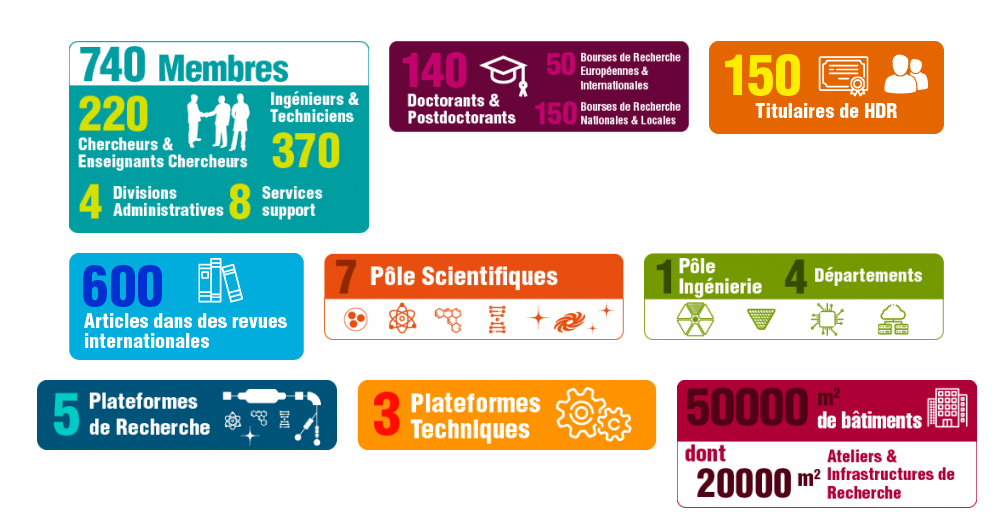 740 Membres
220
Chercheurs &
Enseignants Chercheurs
Ingénieurs &
Techniciens
370
4 Divisions
Administratives
8 Services
support
140
Doctorants &
Postdoctorants
50 Bourses de Recherche
Européennes &
Internationales
150 Bourses de Recherche
Nationales & Locales
150
Titulaires de HDR
600
Articles dans des revues
internationales
7 Pôle Scientifiques
1 Pôle
Ingénierie
4 Départements
5 Plateformes
de Recherche
3 Plateformes
Techniques
50000 m²
de bâtiments
dont
20000 m²
Ateliers &
Infrastructures de
Recherche